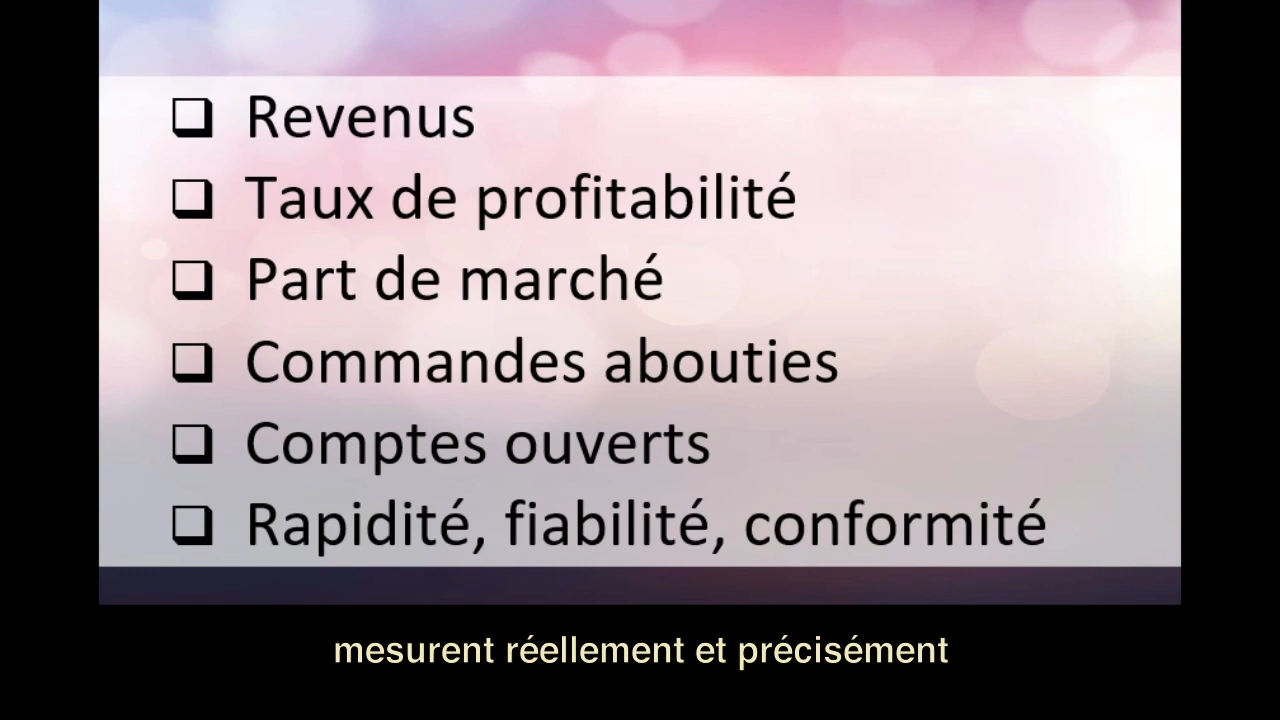 Revenus
Taux de profitabilité
Part de marché
Commandes abouties
Comptes ouverts
Rapidité, fiabilité, conformité
mesurent réellement et précisément